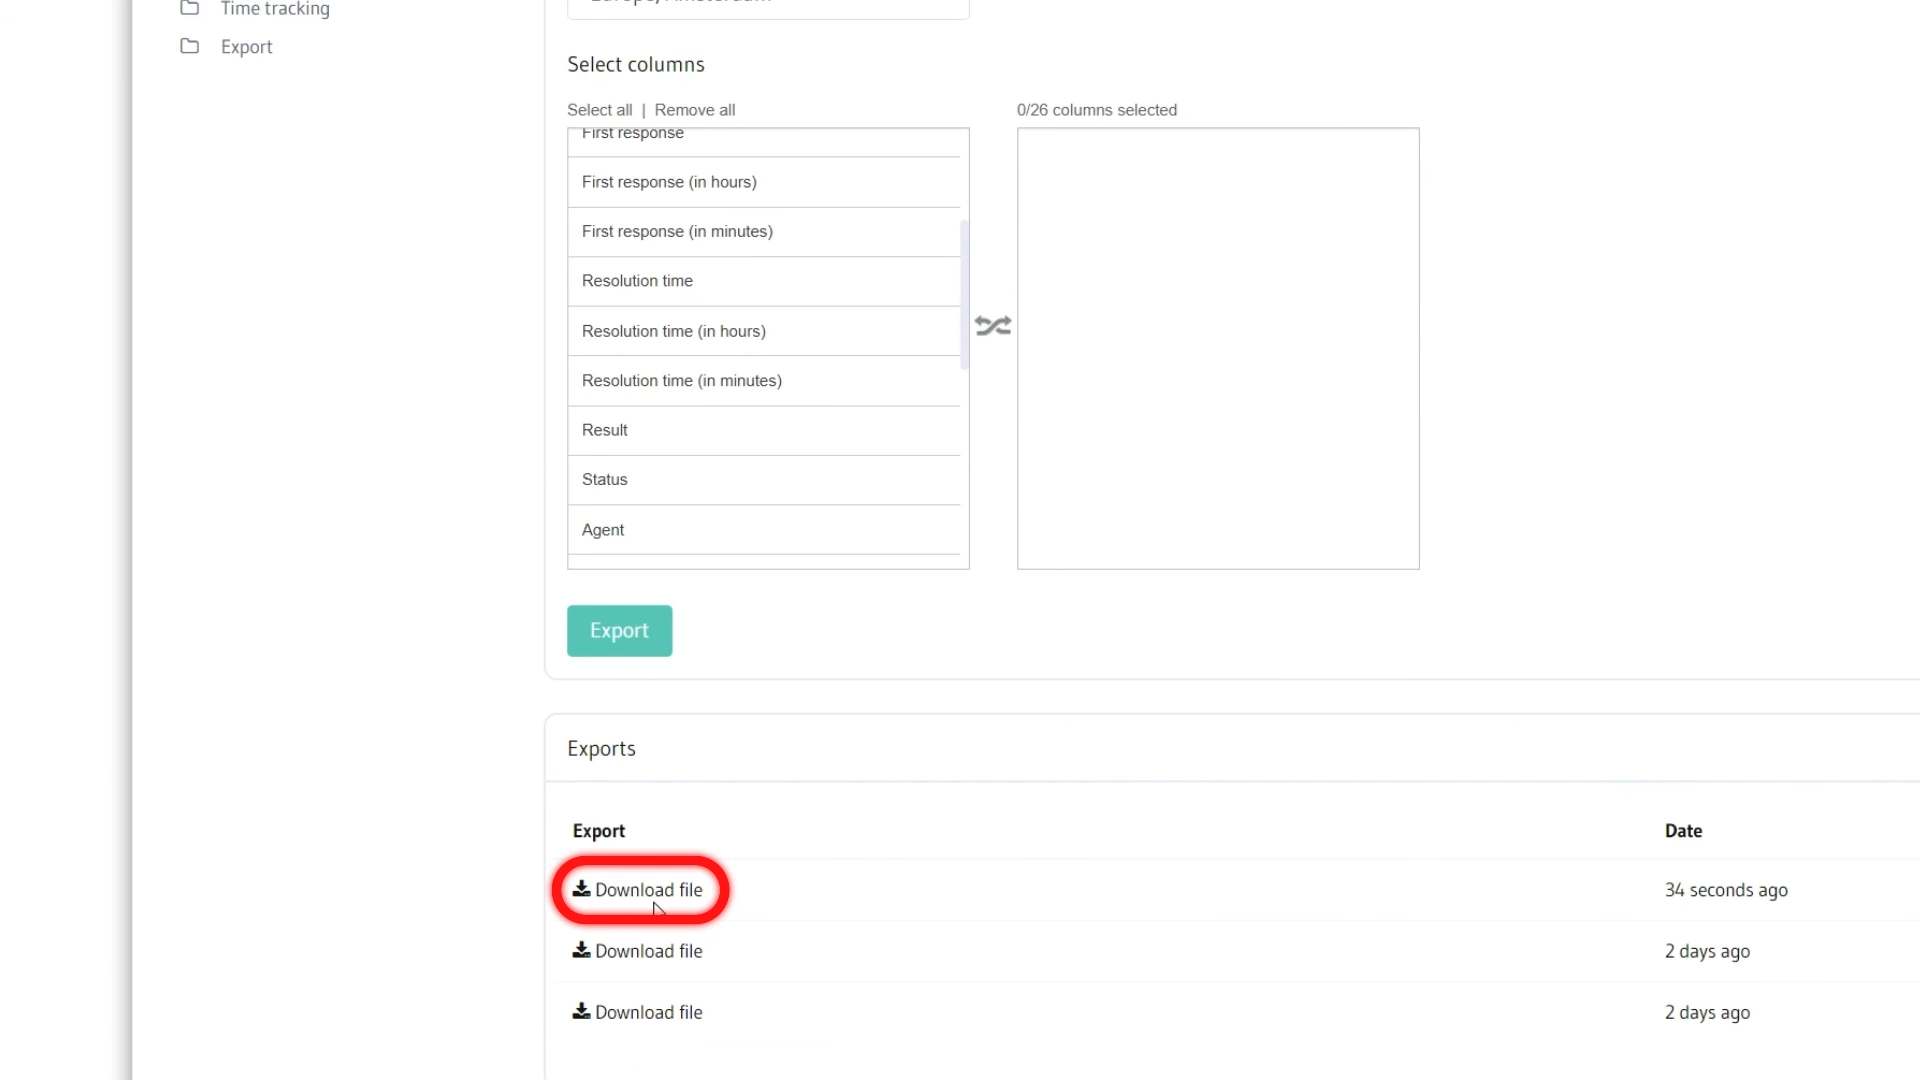 Time tracking
Export
Select columns
Select all | Remove all
0/26 columns selected
First response
First response (in hours)
First response (in minutes)
Resolution time
Resolution time (in hours)
Resolution time (in minutes)
Result
Status
Agent
Export
Exports
Export Date
Download file 34 seconds ago
Download file 2 days ago
Download file 2 days ago